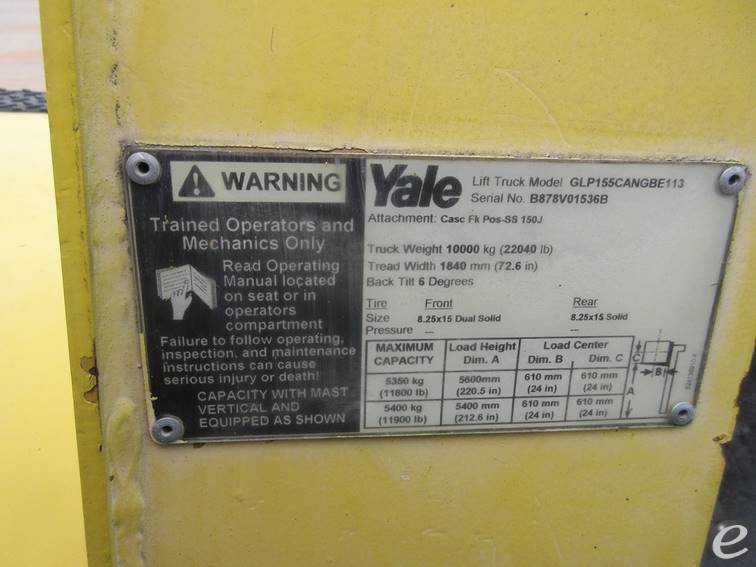 WARNING
Trained Operators and
Mechanics Only
Read Operating
Manual located
on seat or in
operators
compartment
Failure to follow operating,
inspection, and maintenance
instructions can cause
serious injury or death!
CAPACITY WITH MAST
VERTICAL AND
EQUIPPED AS SHOWN
Yale Lift Truck Model GLP155CANGBE113
Serial No. B878V01536B
Attachment: Casc Fk Pos-SS 150J
Truck Weight 10000 kg (22040 lb)
Tread Width 1840 mm (72.6 in)
Back Tilt 6 Degrees
Tire Front Rear
Size 8.25x15 Dual Solid 8.25x15 Solid
Pressure --- ---
MAXIMUM Load Height Load Center
CAPACITY Dim. A Dim. B Dim. C
5350 kg 5600mm 610 mm 610 mm
(11800 lb) (220.5 in) (24 in) (24 in)
5400 kg 5400 mm 610 mm 610 mm
(11900 lb) (212.6 in) (24 in) (24 in)
C
B
A
e